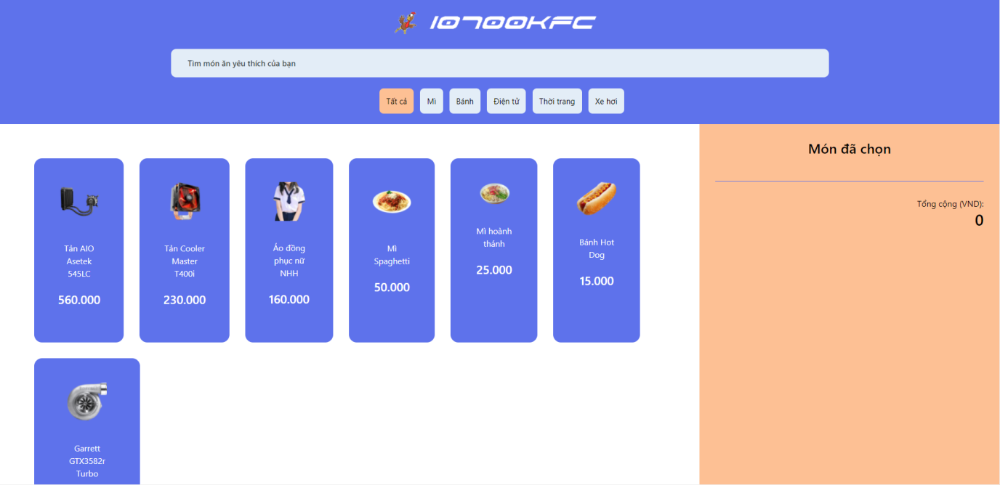 10700KFC
Tìm món ăn yêu thích của bạn
Tất cả
Mì
Bánh
Điện tử
Thời trang
Xe hơi
Tản AIO
Asetek
545LC
560.000
Tản Cooler
Master
T400i
230.000
Áo đồng
phục nữ
NHH
160.000
Mì
Spaghetti
50.000
Mì hoành
thánh
25.000
Bánh Hot
Dog
15.000
Garrett
GTX3582r
Turbo
Món đã chọn
Tổng cộng (VND):
0